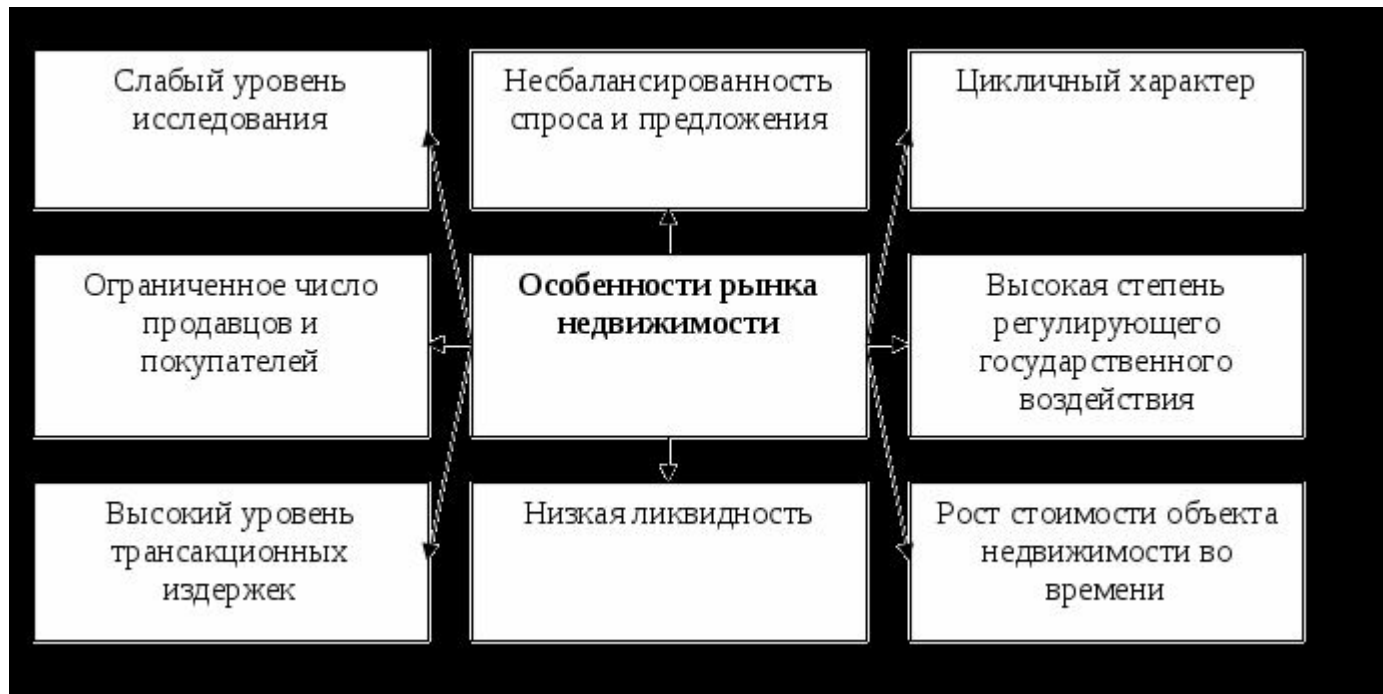 Слабый уровень
исследования
Несбалансированность
спроса и предложения
Цикличный характер
Ограниченное число
продавцов и
покупателей
Особенности рынка
недвижимости
Высокая степень
регулирующего
государственного
воздействия
Высокий уровень
трансакционных
издержек
Низкая ликвидность
Рост стоимости объекта
недвижимости во
времени